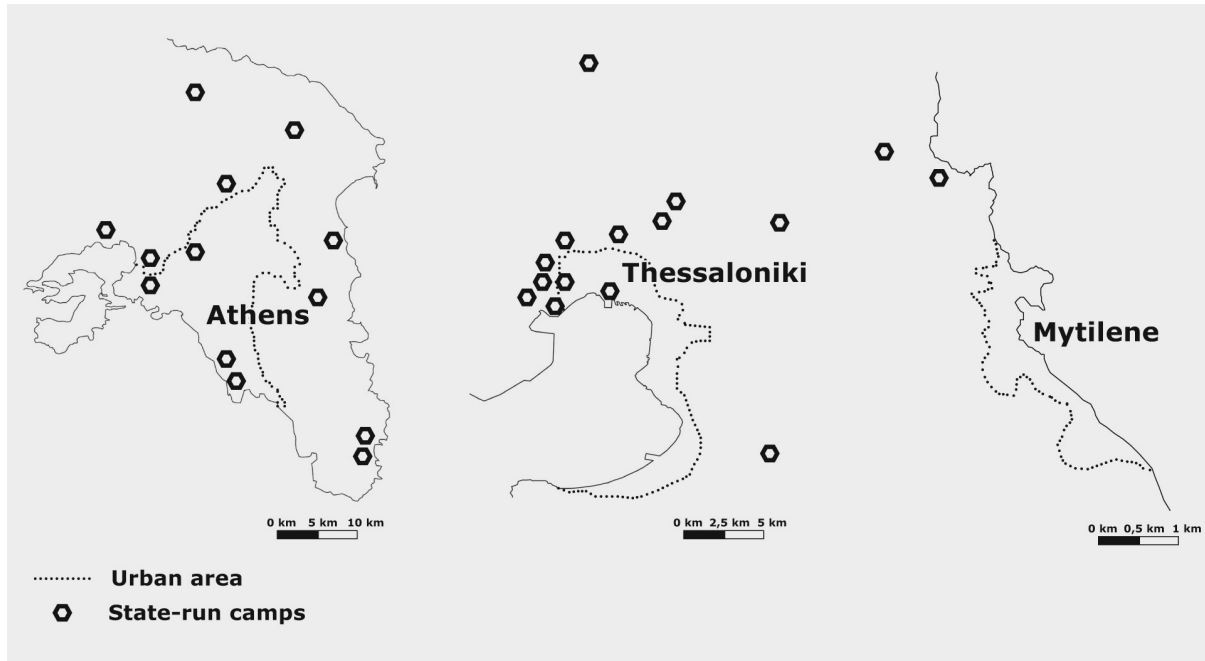 Athens
Thessaloniki
Mytilene
0 km 5 km 10 km
0 km 2,5 km 5 km
0 km 0,5 km 1 km
Urban area
State-run camps